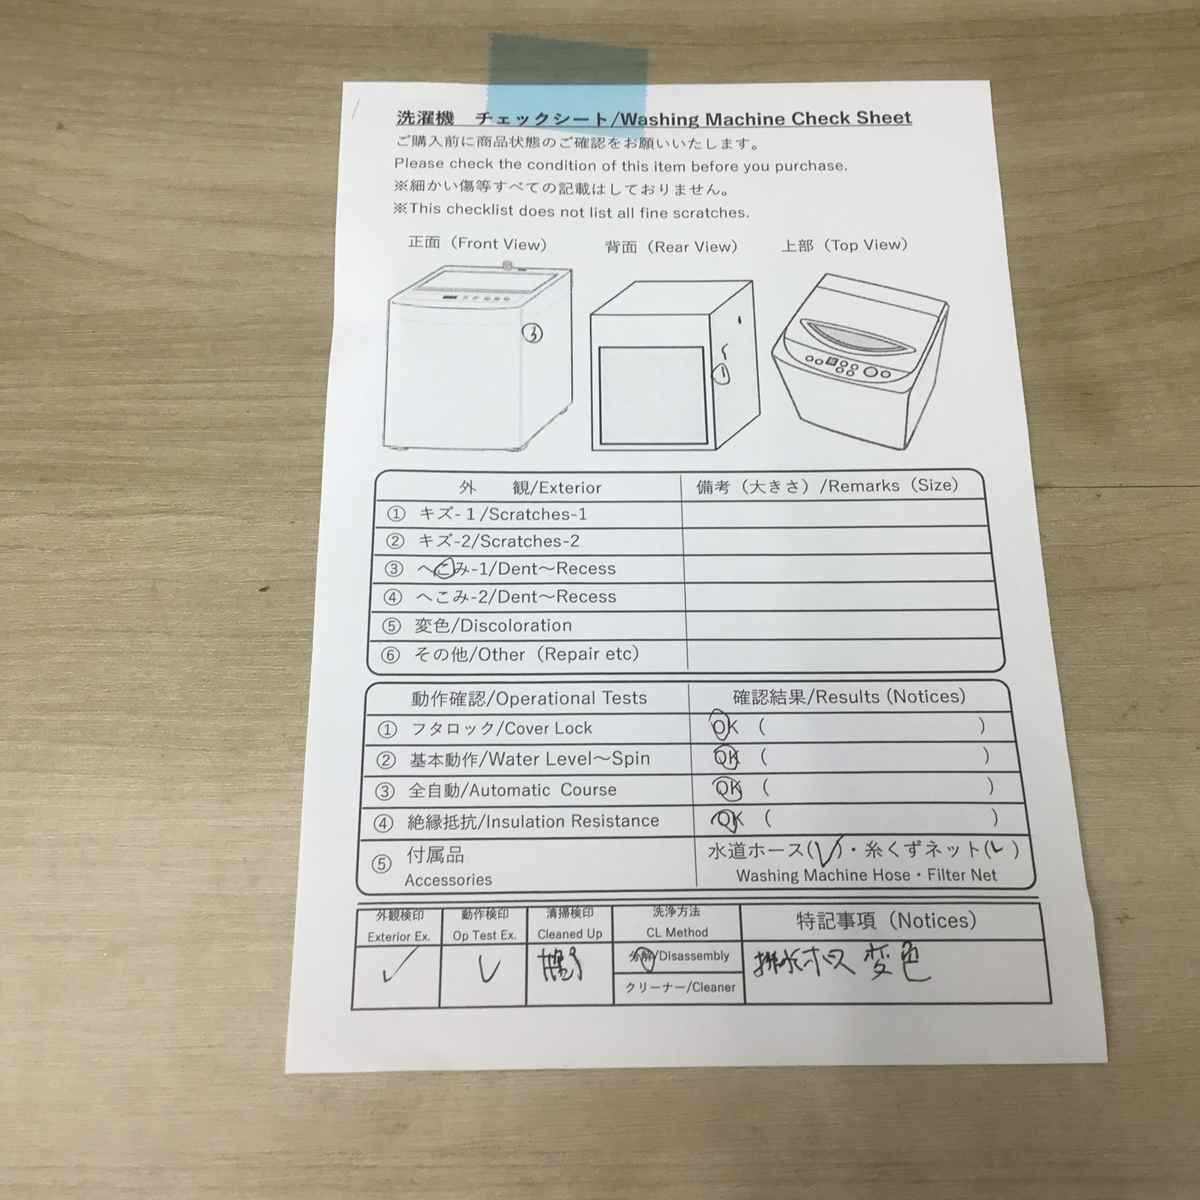 洗濯機　チェックシート/Washing Machine Check Sheet
ご購入前に商品状態のご確認をお願いいたします。
Please check the condition of this item before you purchase.
※細かい傷等すべての記載はしておりません。
※This checklist does not list all fine scratches.
正面（Front View） 背面（Rear View） 上部（Top View）
③ ①
外　観/Exterior 備考（大きさ）/Remarks（Size）
① キズ-１/Scratches-1
② キズ-2/Scratches-2
③ へこみ-1/Dent～Recess
④ へこみ-2/Dent～Recess
⑤ 変色/Discoloration
⑥ その他/Other（Repair etc）
動作確認/Operational Tests 確認結果/Results (Notices)
① フタロック/Cover Lock OK （　）
② 基本動作/Water Level～Spin OK （　）
③ 全自動/Automatic Course OK （　）
④ 絶縁抵抗/Insulation Resistance OK （　）
⑤ 付属品 水道ホース(✓)・糸くずネット(✓)
Accessories Washing Machine Hose・Filter Net
外観検印 動作検印 清掃検印 洗浄方法 特記事項（Notices）
Exterior Ex. Op Test Ex. Cleaned Up CL Method
✓ ✓ 分解/Disassembly 排水ホース 変色
クリーナー/Cleaner